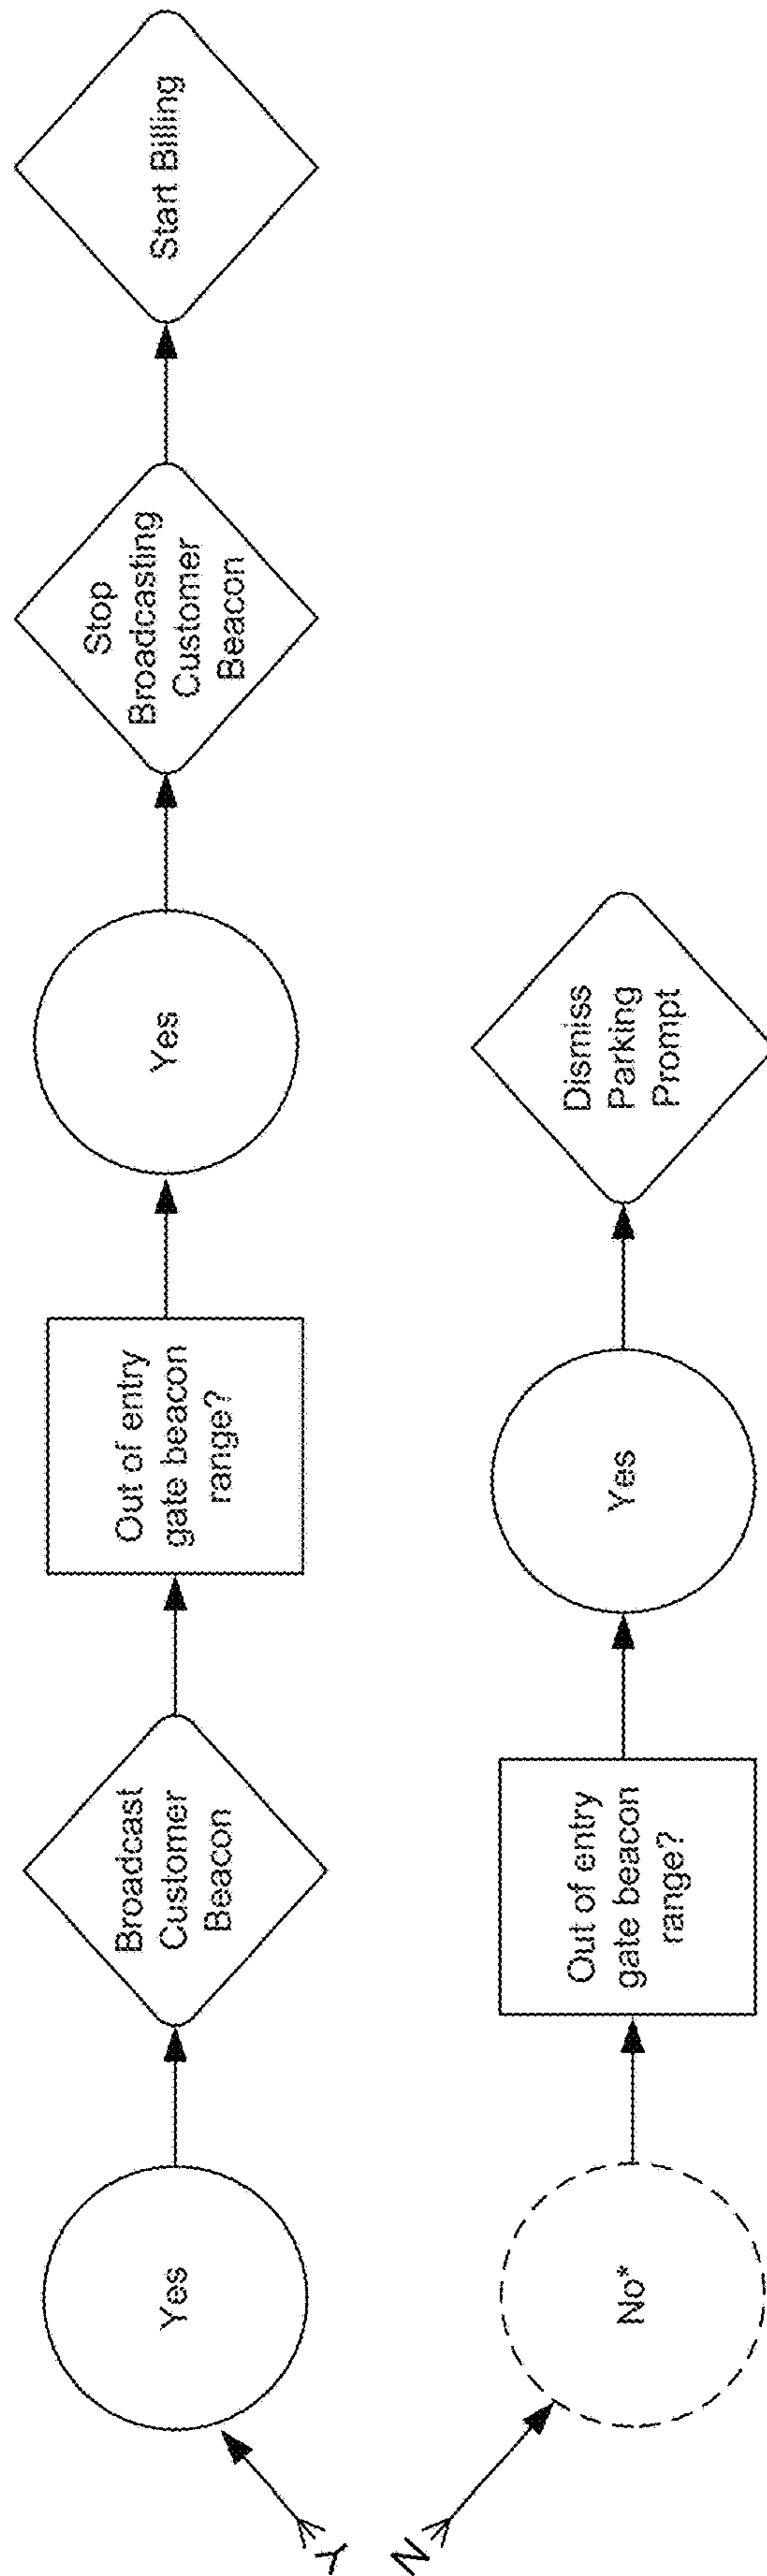 Y
Yes
Broadcast
Customer
Beacon
Out of entry
gate beacon
range?
Yes
Stop
Broadcasting
Customer
Beacon
Start Billing
N
No*
Out of entry
gate beacon
range?
Yes
Dismiss
Parking
Prompt